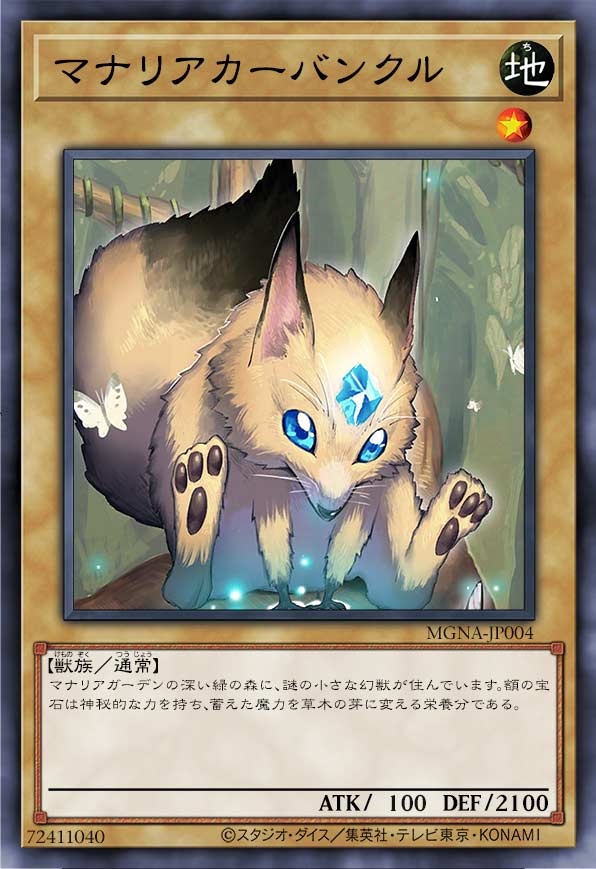 マナリアカーバンクル
ち
地
MGNA-JP004
けもの ぞく つうじょう
【獣族／通常】
マナリアガーデンの深い緑の森に、謎の小さな幻獣が住んでいます。額の宝
石は神秘的な力を持ち、蓄えた魔力を草木の芽に変える栄養分である。
ATK/ 100 DEF/2100
72411040 ©スタジオ・ダイス／集英社・テレビ東京・KONAMI